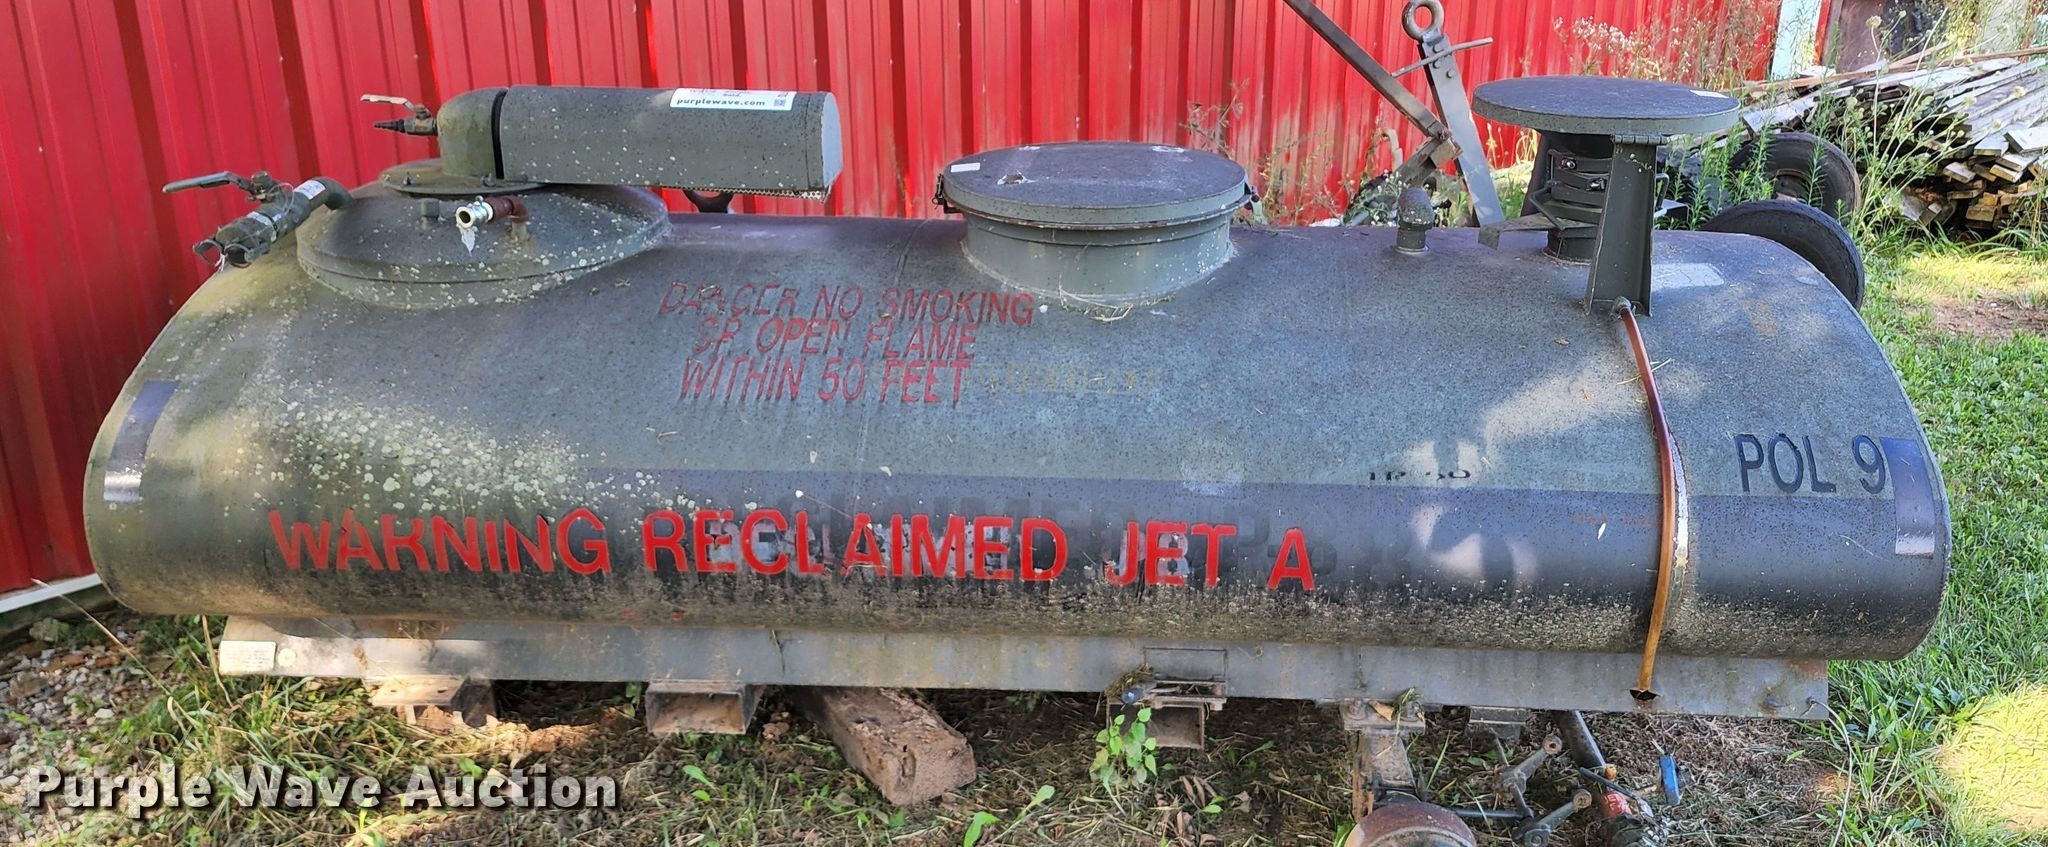 purplewave.com
DANGER NO SMOKING
OR OPEN FLAME
WITHIN 50 FEET
POL 9
WARNING RECLAIMED JET A
Purple Wave Auction